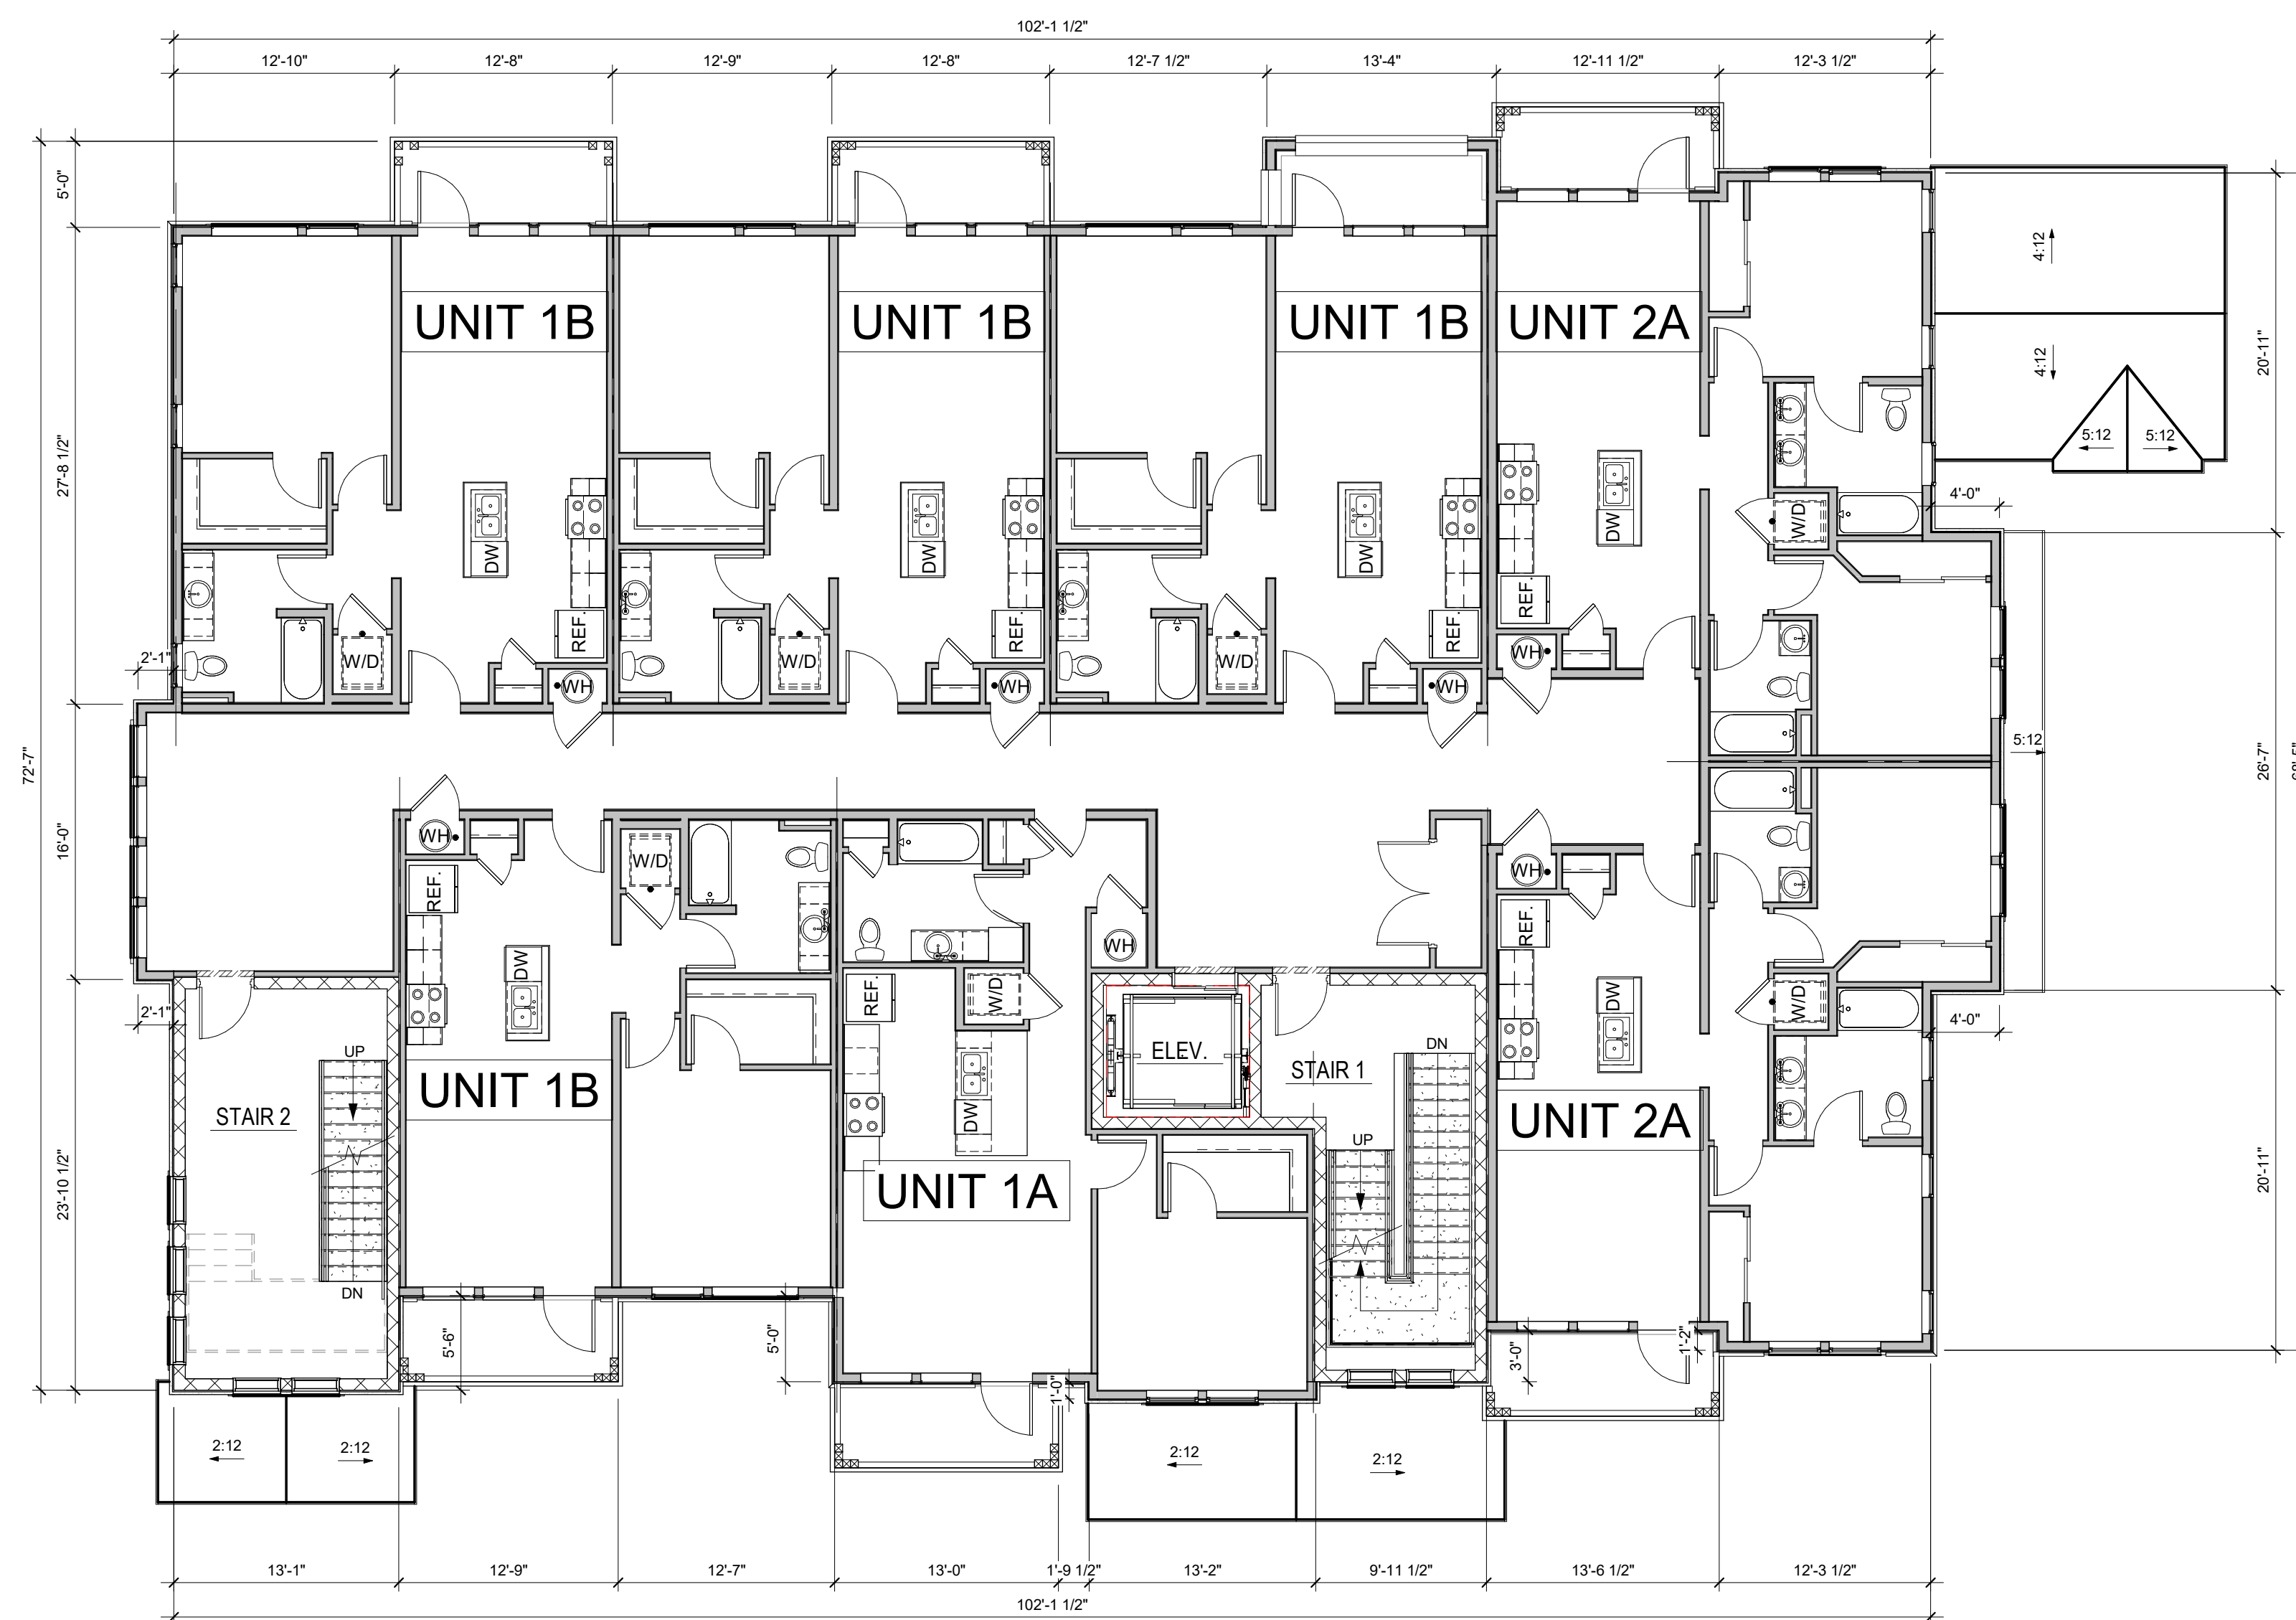 102'-1 1/2"
12'-10" 12'-8" 12'-9" 12'-8" 12'-7 1/2" 13'-4" 12'-11 1/2" 12'-3 1/2"
5'-0"
27'-8 1/2"
72'-7"
16'-0"
23'-10 1/2"
2'-1"
2'-1"
UNIT 1B
UNIT 1B
UNIT 1B
UNIT 2A
4:12
4:12
5:12 5:12
20'-11"
4'-0"
DW
DW
DW
DW
REF.
REF.
REF.
REF.
W/D
W/D
W/D
W/D
WH
WH
WH
WH
5:12
26'-7"
WH
W/D
WH
REF.
REF.
REF.
WH
DW
DW
DW
W/D
W/D
4'-0"
UP
STAIR 2
DN
UNIT 1B
ELEV.
STAIR 1
DN
UP
UNIT 2A
UNIT 1A
20'-11"
5'-6"
5'-0"
1'-0"
3'-0"
1'-2"
2:12 2:12
2:12 2:12
13'-1" 12'-9" 12'-7" 13'-0" 1'-9 1/2" 13'-2" 9'-11 1/2" 13'-6 1/2" 12'-3 1/2"
102'-1 1/2"